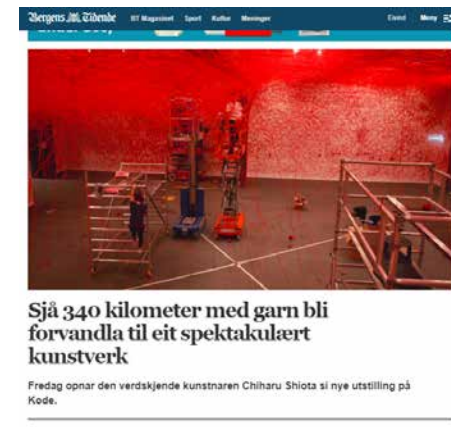 Bergens Tidende BT Magasinet Sport Kultur Meninger Eivind Meny
Sjå 340 kilometer med garn bli
forvandla til eit spektakulært
kunstverk
Fredag opnar den verdskjende kunstnaren Chiharu Shiota si nye utstilling på
Kode.